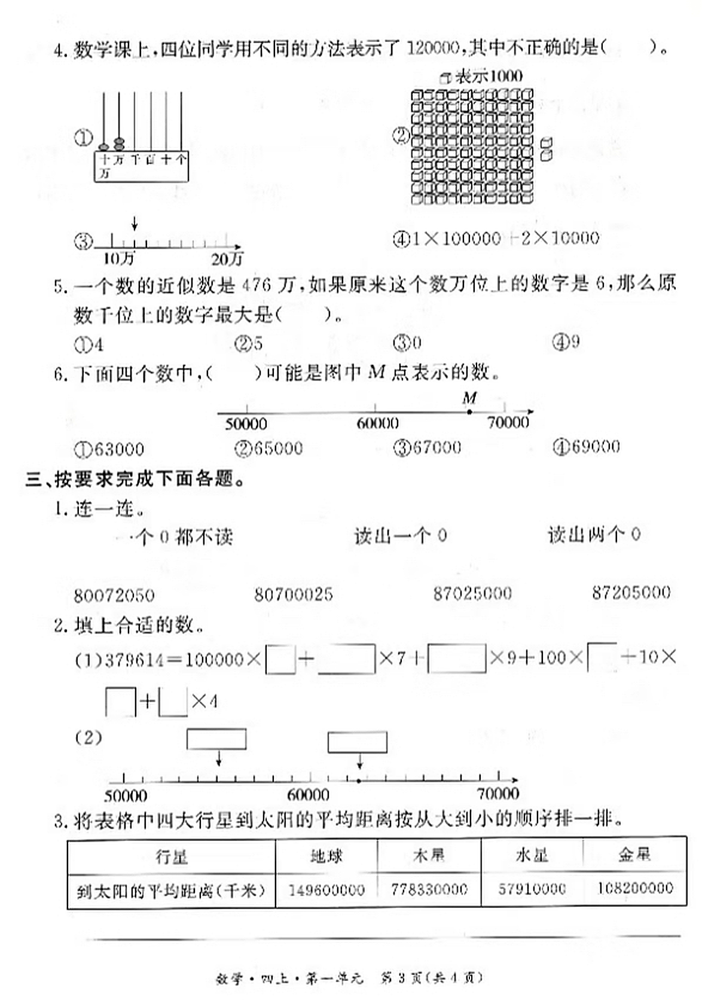 4. 数学课上,四位同学用不同的方法表示了 120000,其中不正确的是(  )。
表示1000
①
十万 万 千 百 十 个
②
③
10万 20万
④1×100000+2×10000
5. 一个数的近似数是 476 万,如果原来这个数万位上的数字是 6,那么原
数千位上的数字最大是(  )。
①4 ②5 ③0 ④9
6. 下面四个数中,(  )可能是图中 M 点表示的数。
M
50000 60000 70000
①63000 ②65000 ③67000 ④69000
三、按要求完成下面各题。
1. 连一连。
一个 0 都不读 读出一个 0 读出两个 0
80072050 80700025 87025000 87205000
2. 填上合适的数。
(1)379614=100000×□+□×7+□×9+100×□+10×
□+□×4
(2)
50000 60000 70000
3. 将表格中四大行星到太阳的平均距离按从大到小的顺序排一排。
行星 地球 木星 水星 金星
到太阳的平均距离(千米) 149600000 778330000 57910000 108200000
数学·四上·第一单元 第 3 页(共 4 页)